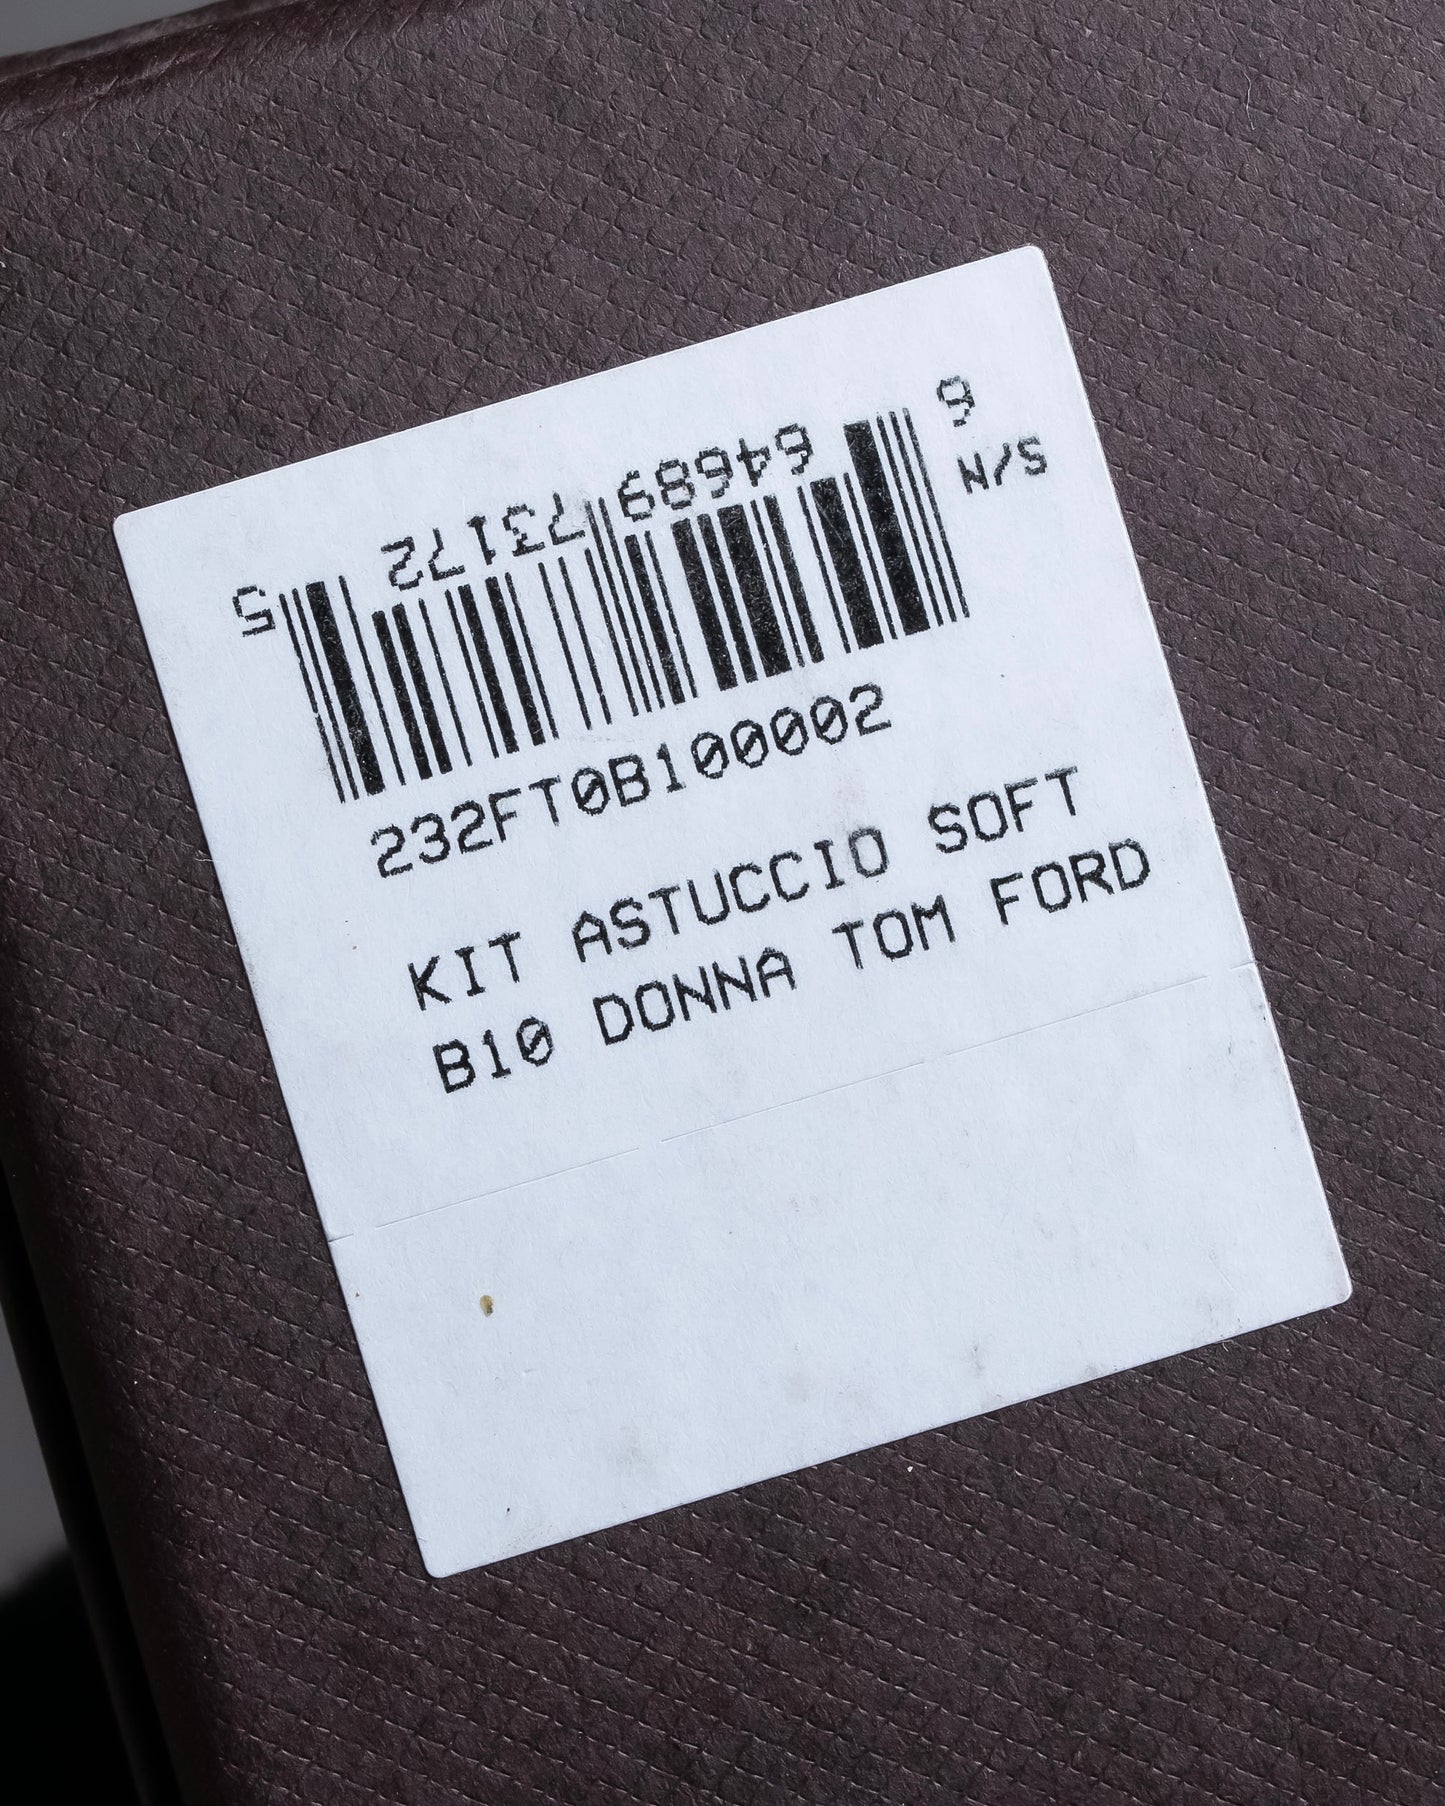 6 64689 73172 5
N/S
232FT0B100002
KIT ASTUCCIO SOFT
B10 DONNA TOM FORD